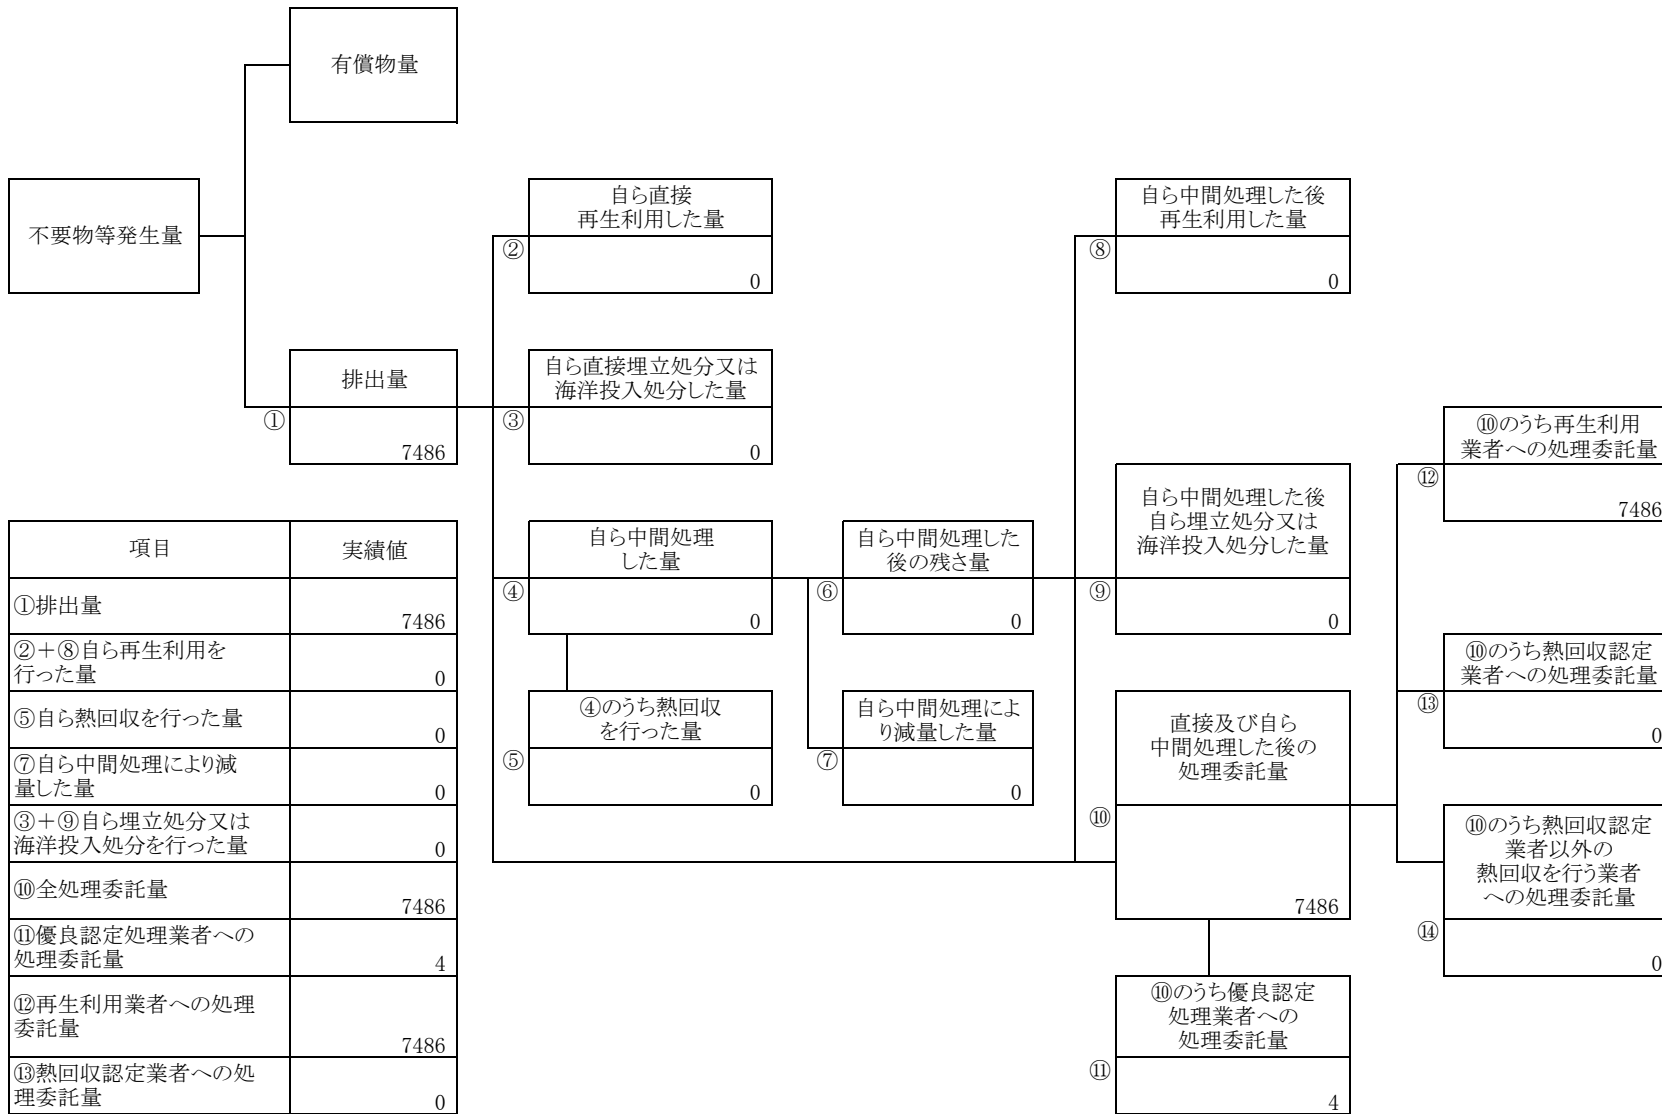 有償物量
不要物等発生量
自ら直接
再生利用した量
②
0
自ら中間処理した後
再生利用した量
⑧
0
排出量
①
7486
自ら直接埋立処分又は
海洋投入処分した量
③
0
⑩のうち再生利用
業者への処理委託量
⑫
7486
自ら中間処理
した量
④
0
自ら中間処理した
後の残さ量
⑥
0
自ら中間処理した後
自ら埋立処分又は
海洋投入処分した量
⑨
0
⑩のうち熱回収認定
業者への処理委託量
⑬
0
④のうち熱回収
を行った量
⑤
0
自ら中間処理によ
り減量した量
⑦
0
直接及び自ら
中間処理した後の
処理委託量
⑩
7486
⑩のうち熱回収認定
業者以外の
熱回収を行う業者
への処理委託量
⑭
0
⑩のうち優良認定
処理業者への
処理委託量
⑪
4
項目
実績値
①排出量
7486
②+⑧自ら再生利用を
行った量
0
⑤自ら熱回収を行った量
0
⑦自ら中間処理により減
量した量
0
③+⑨自ら埋立処分又は
海洋投入処分を行った量
0
⑩全処理委託量
7486
⑪優良認定処理業者への
処理委託量
4
⑫再生利用業者への処理
委託量
7486
⑬熱回収認定業者への処
理委託量
0